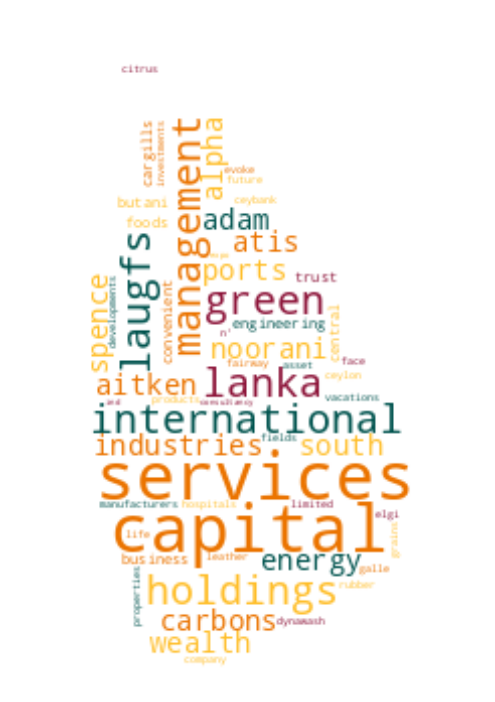 citrus
cargills
investments
management
alpha
evoke
future
butani
ceybank
foods
adam
laugfs
atis
spence
developments
convenient
ports
trust
green
central
engineering
n'
noorani
fairway
asset
face
aitken
lanka
ceylon
and
products
consultancy
vacations
international
industries
fields
south
services
manufacturers
hospitals
limited
capital
elgi
life
grains
business
leather
energy
galle
properties
holdings
rubber
carbons
dynawash
wealth
company